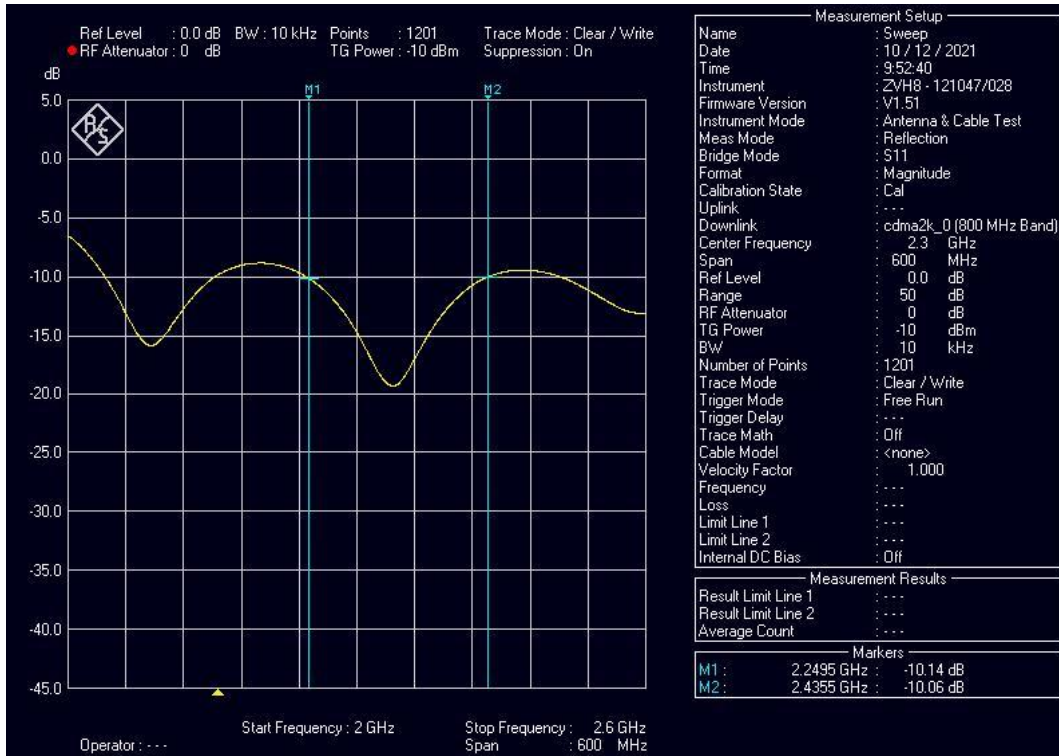 Ref Level : 0.0 dB BW : 10 kHz Points : 1201 Trace Mode : Clear / Write
RF Attenuator : 0 dB TG Power : -10 dBm Suppression : On
dB
M1 M2
5.0
0.0
-5.0
-10.0
-15.0
-20.0
-25.0
-30.0
-35.0
-40.0
-45.0
R&S
Start Frequency : 2 GHz Stop Frequency : 2.6 GHz
Operator : - - - Span : 600 MHz
Measurement Setup
Name : Sweep
Date : 10 / 12 / 2021
Time : 9:52:40
Instrument : ZVH8 - 121047/028
Firmware Version : V1.51
Instrument Mode : Antenna & Cable Test
Meas Mode : Reflection
Bridge Mode : S11
Format : Magnitude
Calibration State : Cal
Uplink : - - -
Downlink : cdma2k_0 (800 MHz Band)
Center Frequency : 2.3 GHz
Span : 600 MHz
Ref Level : 0.0 dB
Range : 50 dB
RF Attenuator : 0 dB
TG Power : -10 dBm
BW : 10 kHz
Number of Points : 1201
Trace Mode : Clear / Write
Trigger Mode : Free Run
Trigger Delay : - - -
Trace Math : Off
Cable Model : <none>
Velocity Factor : 1.000
Frequency : - - -
Loss : - - -
Limit Line 1 : - - -
Limit Line 2 : - - -
Internal DC Bias : Off
Measurement Results
Result Limit Line 1 : - - -
Result Limit Line 2 : - - -
Average Count : - - -
Markers
M1 : 2.2495 GHz : -10.14 dB
M2 : 2.4355 GHz : -10.06 dB